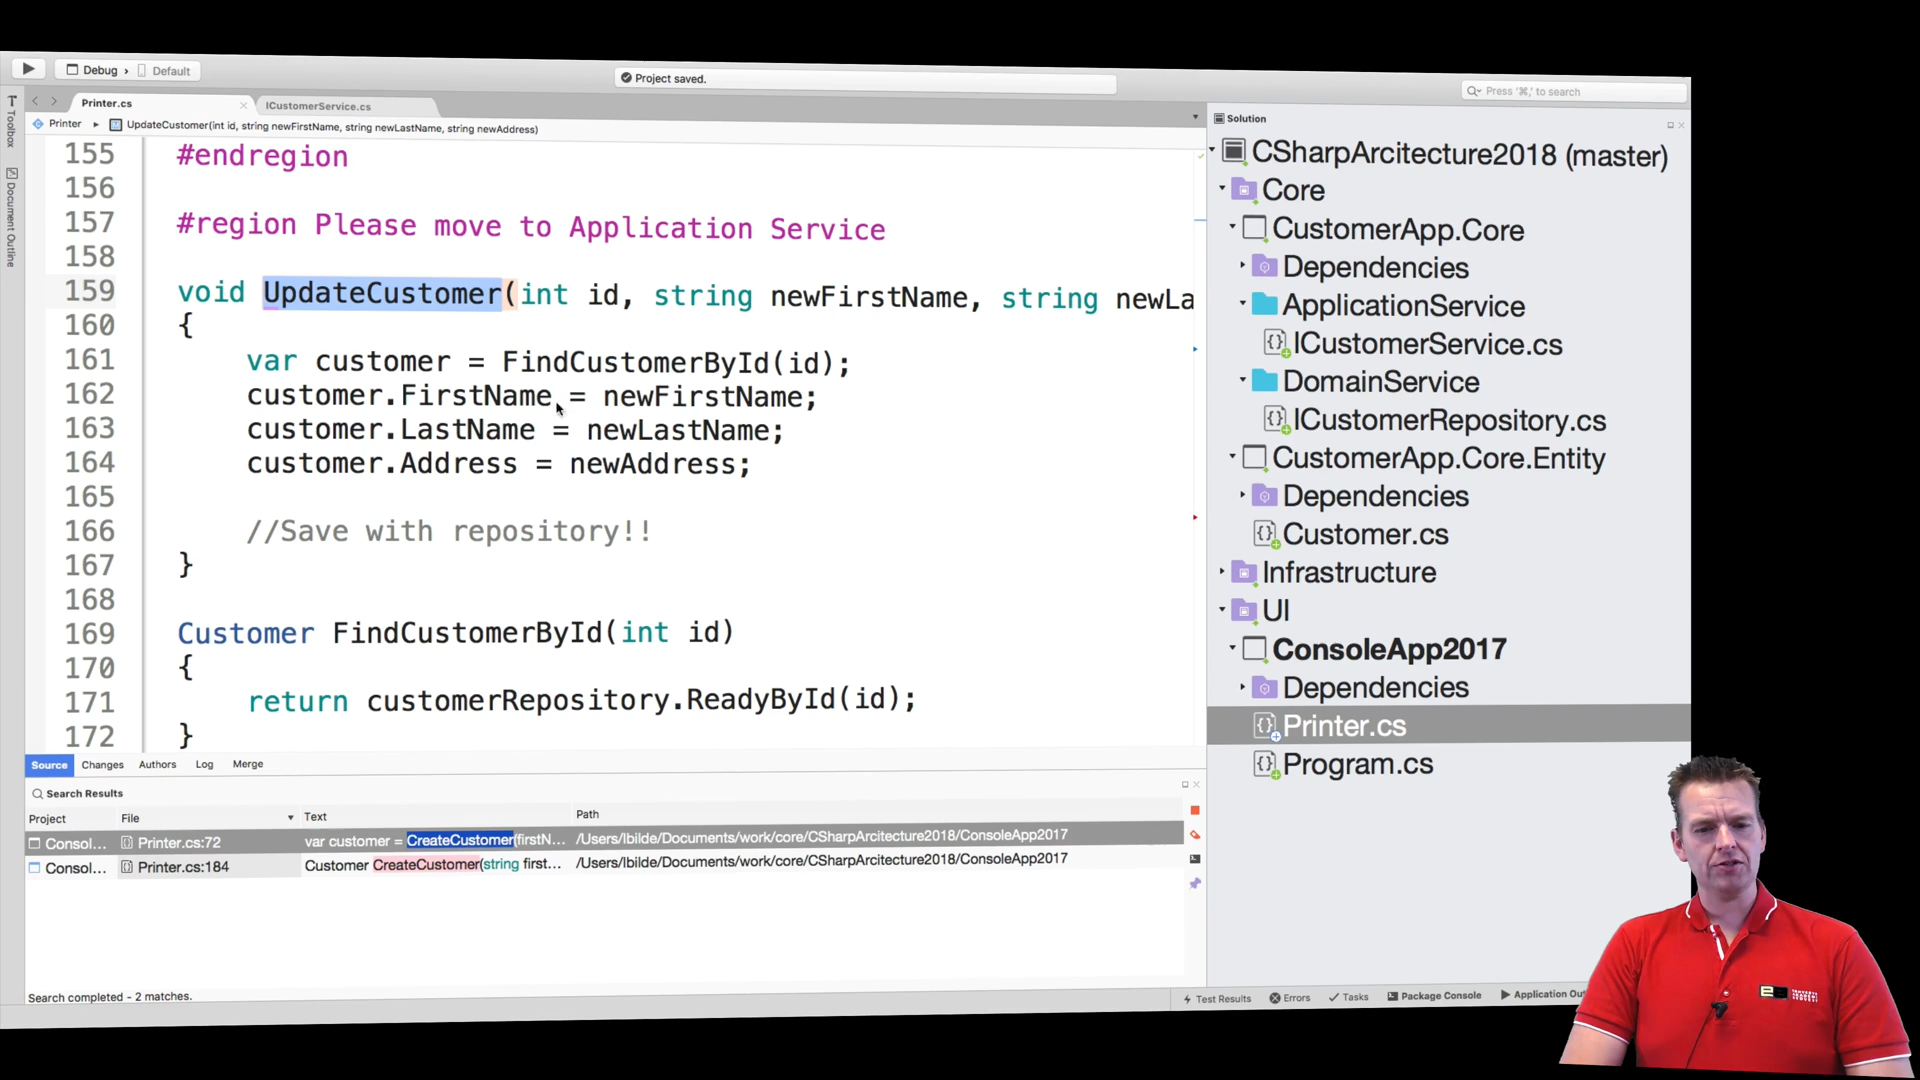 Debug › Default
Project saved.
Press '⌘,' to search
Toolbox
Document Outline
Printer.cs
ICustomerService.cs
Printer ▸ UpdateCustomer(int id, string newFirstName, string newLastName, string newAddress)
155 #endregion
156
157 #region Please move to Application Service
158
159 void UpdateCustomer(int id, string newFirstName, string newLa
160 {
161 var customer = FindCustomerById(id);
162 customer.FirstName = newFirstName;
163 customer.LastName = newLastName;
164 customer.Address = newAddress;
165
166 //Save with repository!!
167 }
168
169 Customer FindCustomerById(int id)
170 {
171 return customerRepository.ReadyById(id);
172 }
Source Changes Authors Log Merge
Search Results
Project File Text Path
Consol... Printer.cs:72 var customer = CreateCustomer(firstN... /Users/lbilde/Documents/work/core/CSharpArcitecture2018/ConsoleApp2017
Consol... Printer.cs:184 Customer CreateCustomer(string first... /Users/lbilde/Documents/work/core/CSharpArcitecture2018/ConsoleApp2017
Search completed - 2 matches.
Solution
CSharpArcitecture2018 (master)
Core
CustomerApp.Core
Dependencies
ApplicationService
ICustomerService.cs
DomainService
ICustomerRepository.cs
CustomerApp.Core.Entity
Dependencies
Customer.cs
Infrastructure
UI
ConsoleApp2017
Dependencies
Printer.cs
Program.cs
Test Results Errors Tasks Package Console Application Ou